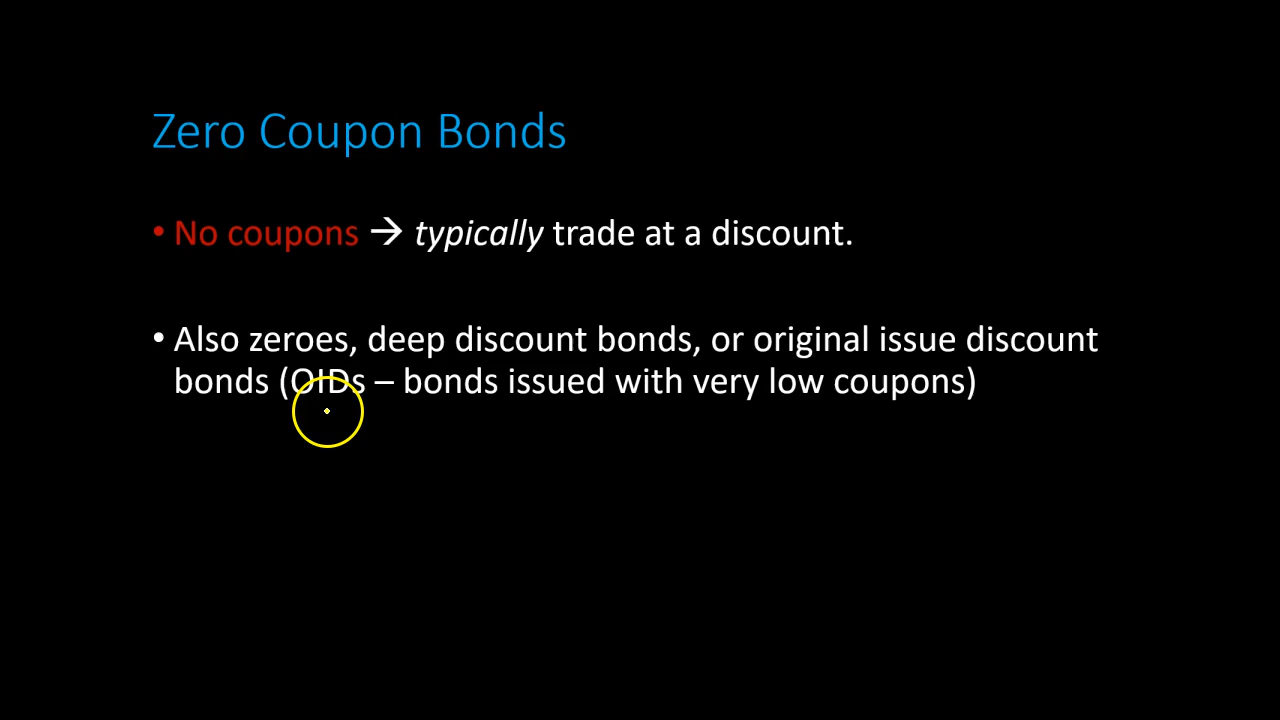 Zero Coupon Bonds
• No coupons → typically trade at a discount.
• Also zeroes, deep discount bonds, or original issue discount
bonds (OIDs – bonds issued with very low coupons)